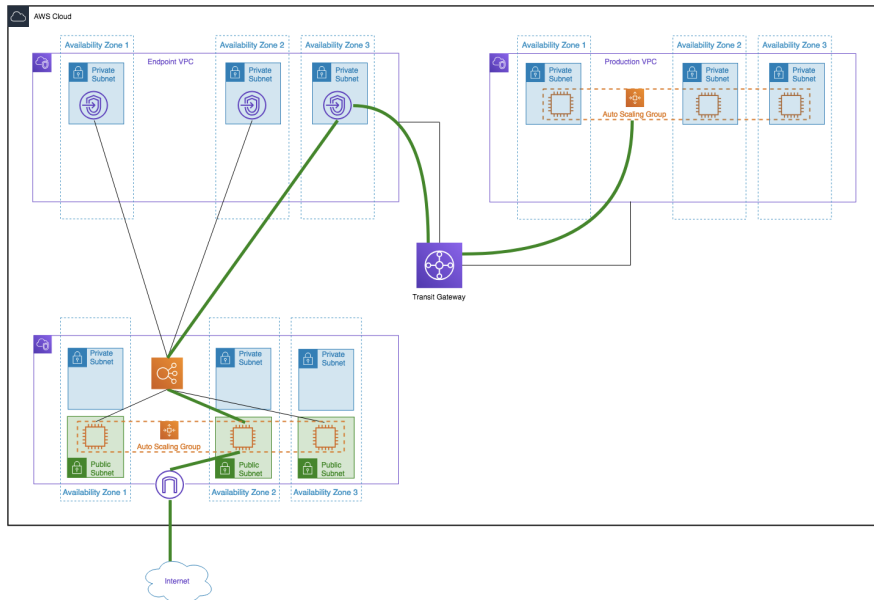 AWS Cloud
Availability Zone 1
Availability Zone 2
Availability Zone 3
Endpoint VPC
Private
Subnet
Private
Subnet
Private
Subnet
Availability Zone 1
Availability Zone 2
Availability Zone 3
Production VPC
Private
Subnet
Private
Subnet
Private
Subnet
Auto Scaling Group
Transit Gateway
Private
Subnet
Private
Subnet
Private
Subnet
Auto Scaling Group
Public
Subnet
Public
Subnet
Public
Subnet
Availability Zone 1
Availability Zone 2
Availability Zone 3
Internet